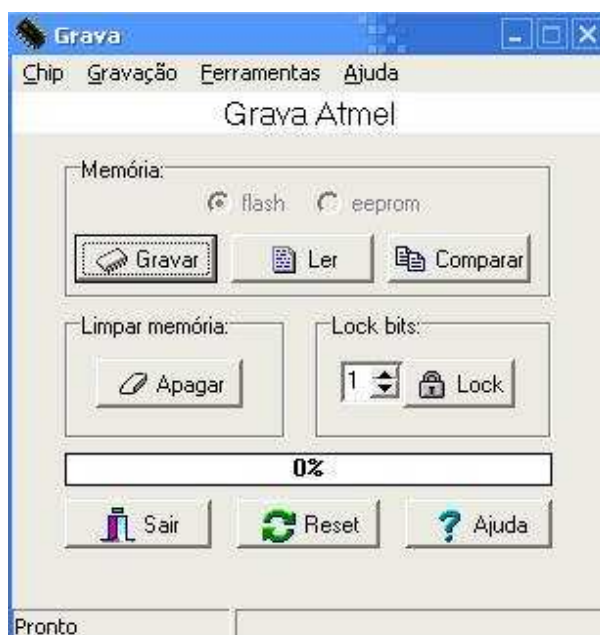 Grava
Chip Gravação Ferramentas Ajuda
Grava Atmel
Memória:
flash eeprom
Gravar Ler Comparar
Limpar memória: Lock bits:
Apagar 1 Lock
0%
Sair Reset Ajuda
Pronto